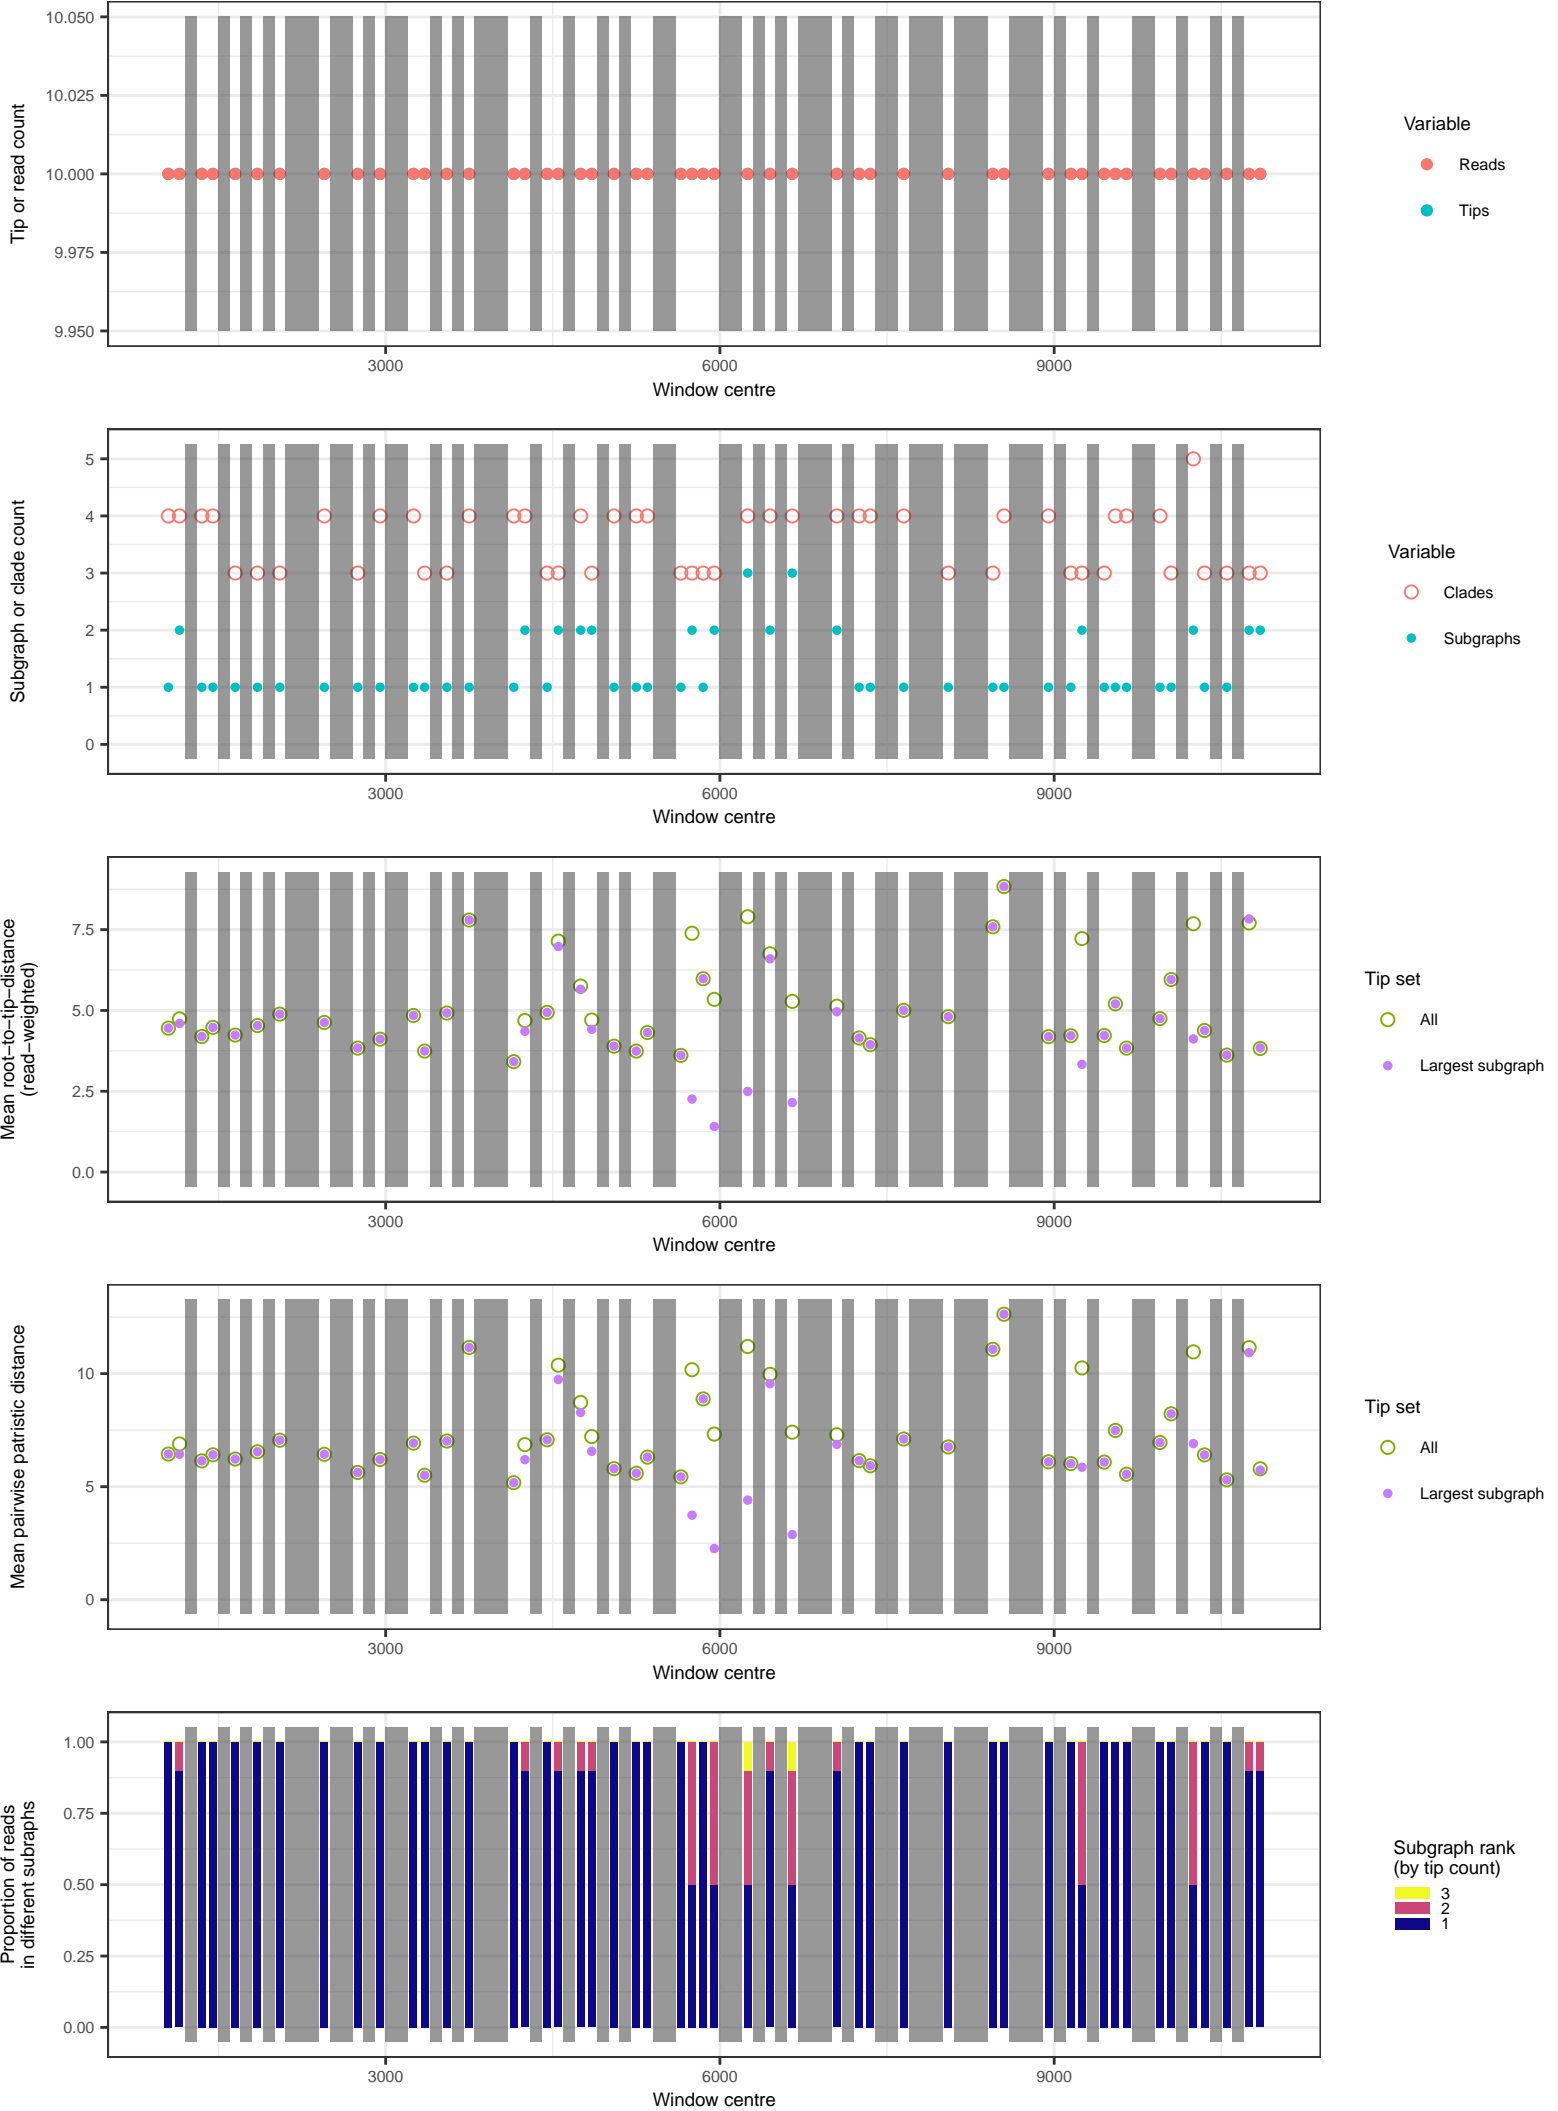 10.050
10.025
10.000
9.975
9.950
Tip or read count
3000 6000 9000
Window centre
Variable
Reads
Tips
5
4
3
2
1
0
Subgraph or clade count
3000 6000 9000
Window centre
Variable
Clades
Subgraphs
7.5
5.0
2.5
0.0
Mean root−to−tip−distance
(read−weighted)
3000 6000 9000
Window centre
Tip set
All
Largest subgraph
10
5
0
Mean pairwise patristic distance
3000 6000 9000
Window centre
Tip set
All
Largest subgraph
1.00
0.75
0.50
0.25
0.00
Proportion of reads
in different subraphs
3000 6000 9000
Window centre
Subgraph rank
(by tip count)
3
2
1